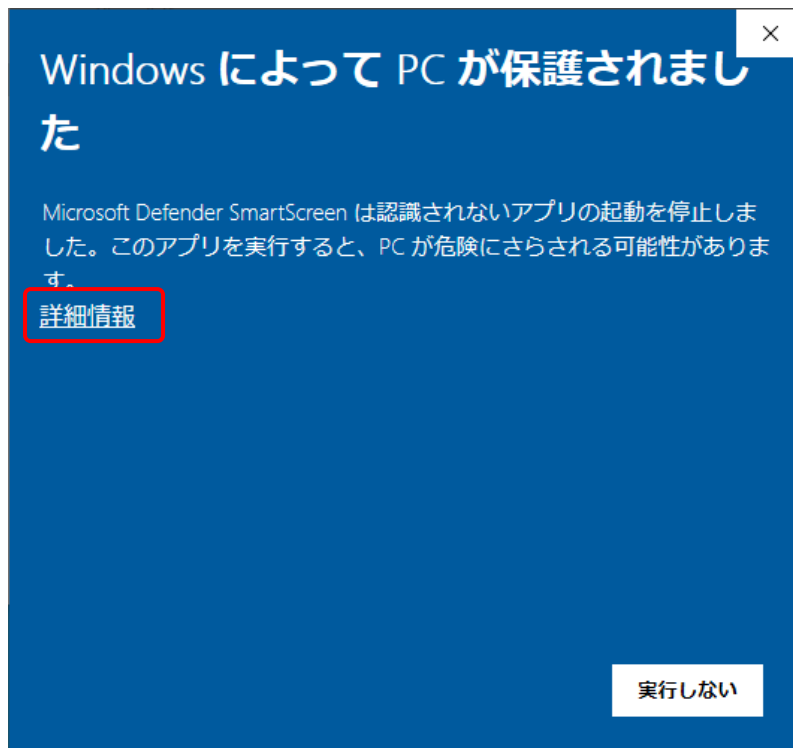 Windows によって PC が保護されまし
た
Microsoft Defender SmartScreen は認識されないアプリの起動を停止しま
した。このアプリを実行すると、PC が危険にさらされる可能性がありま
す。
詳細情報
実行しない